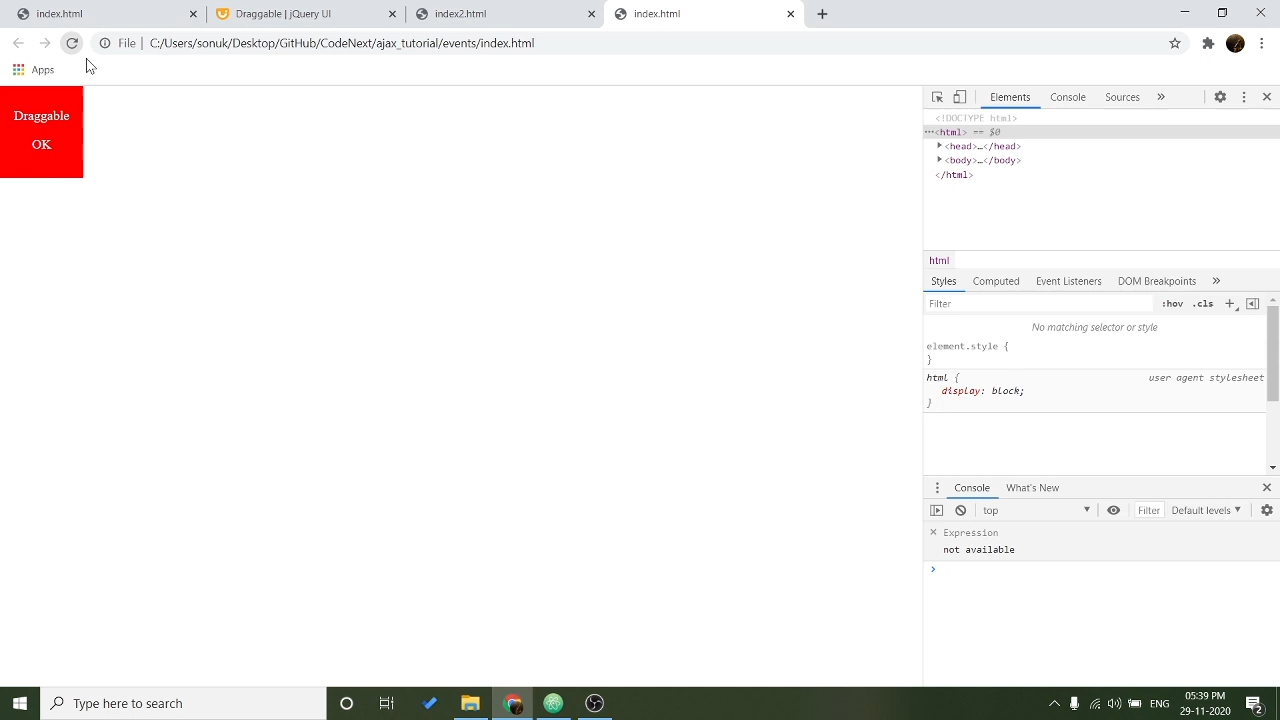 index.html
Draggable | jQuery UI
index2.html
index.html
File | C:/Users/sonuk/Desktop/GitHub/CodeNext/ajax_tutorial/events/index.html
Apps
Draggable
OK
Elements Console Sources »
<!DOCTYPE html>
···<html> == $0
<head>…</head>
<body>…</body>
</html>
html
Styles Computed Event Listeners DOM Breakpoints »
Filter :hov .cls +
No matching selector or style
element.style {
}
html { user agent stylesheet
display: block;
}
Console What's New
top Filter Default levels
Expression
not available
Type here to search
ENG
05:39 PM
29-11-2020
2